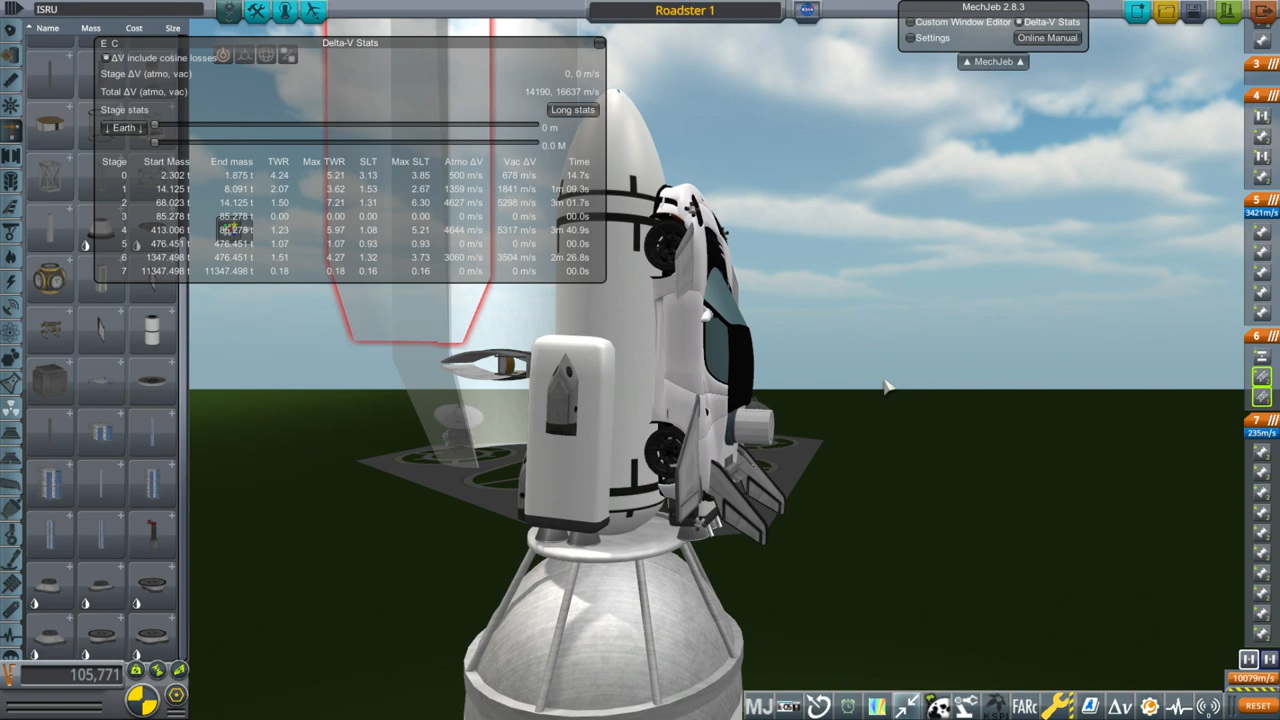 ISRU
Roadster 1
MechJeb 2.8.3
Custom Window Editor
Delta-V Stats
Settings
Online Manual
▲ MechJeb ▲
Name Mass Cost Size
E C
Delta-V Stats
ΔV include cosine losses
Stage ΔV (atmo, vac) 0, 0 m/s
Total ΔV (atmo, vac) 14190, 16637 m/s
Stage stats Long stats
↓ Earth ↓ 0 m
0.0 M
Stage Start Mass End mass TWR Max TWR SLT Max SLT Atmo ΔV Vac ΔV Time
0 2.302 t 1.875 t 4.24 5.21 3.13 3.85 500 m/s 678 m/s 14.7s
1 14.125 t 8.091 t 2.07 3.62 1.53 2.67 1359 m/s 1841 m/s 1m 09.3s
2 68.023 t 14.125 t 1.50 7.21 1.31 6.30 4627 m/s 5298 m/s 3m 01.7s
3 85.278 t 85.278 t 0.00 0.00 0.00 0.00 0 m/s 0 m/s 00.0s
4 413.006 t 85.278 t 1.23 5.97 1.08 5.21 4644 m/s 5317 m/s 3m 40.9s
5 476.451 t 476.451 t 1.07 1.07 0.93 0.93 0 m/s 0 m/s 00.0s
6 1347.498 t 476.451 t 1.51 4.27 1.32 3.73 3060 m/s 3504 m/s 2m 26.8s
7 11347.498 t 11347.498 t 0.18 0.18 0.16 0.16 0 m/s 0 m/s 00.0s
3
4
5
3421m/s
6
7
235m/s
10079m/s
RESET
105,771
MJ
FARc
Δv